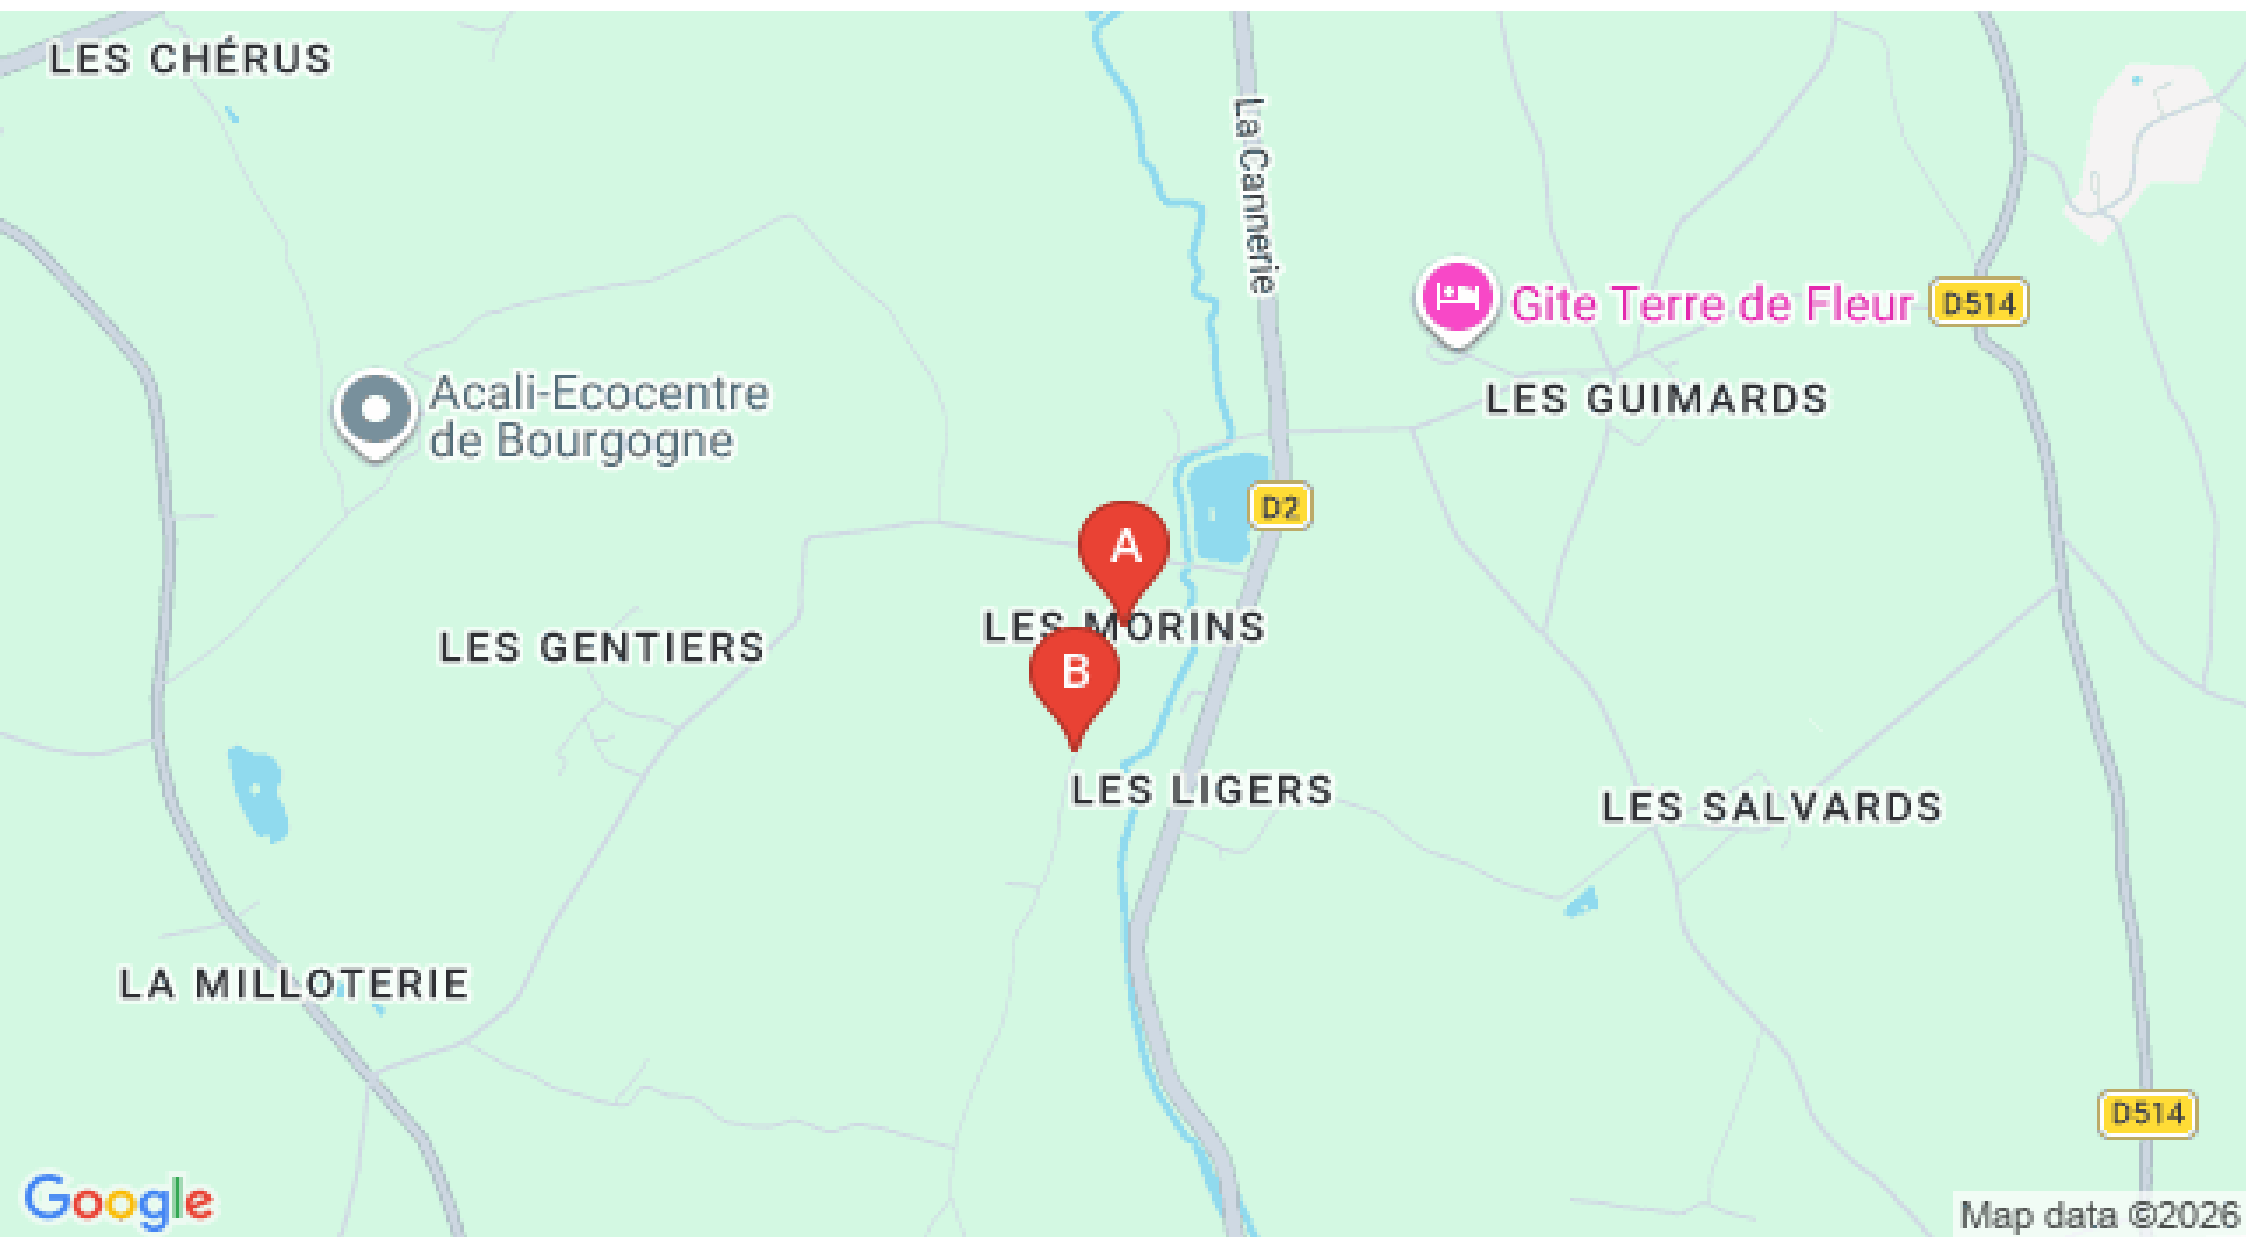 LES CHÉRUS
La Cannerie
Gite Terre de Fleur
D514
Acali-Ecocentre
de Bourgogne
LES GUIMARDS
D2
A
LES MORINS
LES GENTIERS
B
LES LIGERS
LES SALVARDS
LA MILLOTERIE
D514
Google
Map data ©2026